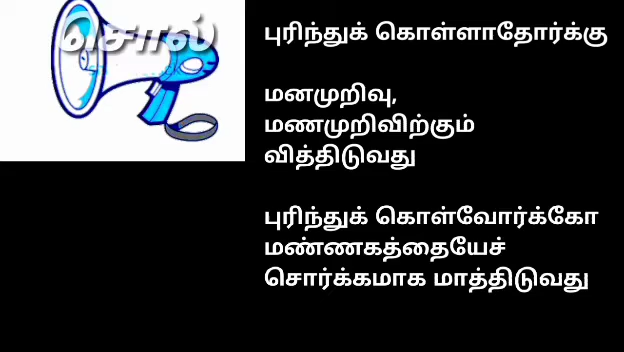 சொல்
புரிந்துக் கொள்ளாதோர்க்கு
மனமுறிவு,
மணமுறிவிற்கும்
வித்திடுவது
புரிந்துக் கொள்வோர்க்கோ
மண்ணகத்தையேச்
சொர்க்கமாக மாத்திடுவது